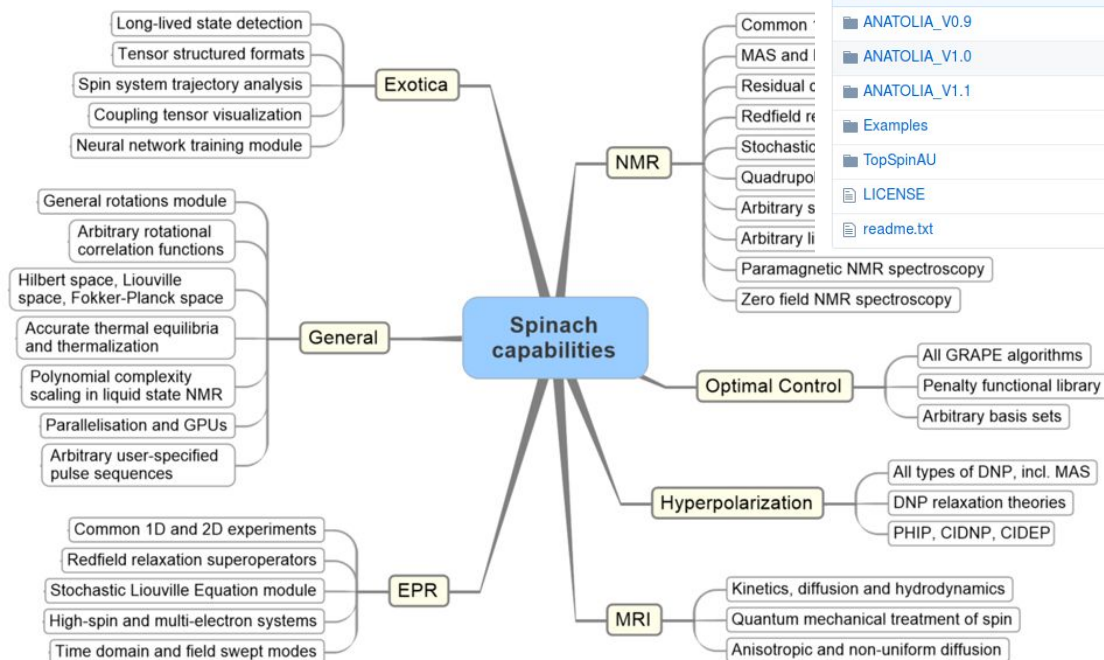 Long-lived state detection
Tensor structured formats
Spin system trajectory analysis
Coupling tensor visualization
Neural network training module
Exotica
General rotations module
Arbitrary rotational
correlation functions
Hilbert space, Liouville
space, Fokker-Planck space
Accurate thermal equilibria
and thermalization
Polynomial complexity
scaling in liquid state NMR
Parallelisation and GPUs
Arbitrary user-specified
pulse sequences
General
Common 1D and 2D experiments
Redfield relaxation superoperators
Stochastic Liouville Equation module
High-spin and multi-electron systems
Time domain and field swept modes
EPR
Spinach
capabilities
NMR
Common
MAS and
Residual
Redfield
Stochastic
Arbitrary
Arbitrary
Paramagnetic NMR spectroscopy
Zero field NMR spectroscopy
Optimal Control
All GRAPE algorithms
Penalty functional library
Arbitrary basis sets
Hyperpolarization
All types of DNP, incl. MAS
DNP relaxation theories
PHIP, CIDNP, CIDEP
MRI
Kinetics, diffusion and hydrodynamics
Quantum mechanical treatment of spin
Anisotropic and non-uniform diffusion
ANATOLIA_V0.9
ANATOLIA_V1.0
ANATOLIA_V1.1
Examples
TopSpinAU
LICENSE
readme.txt